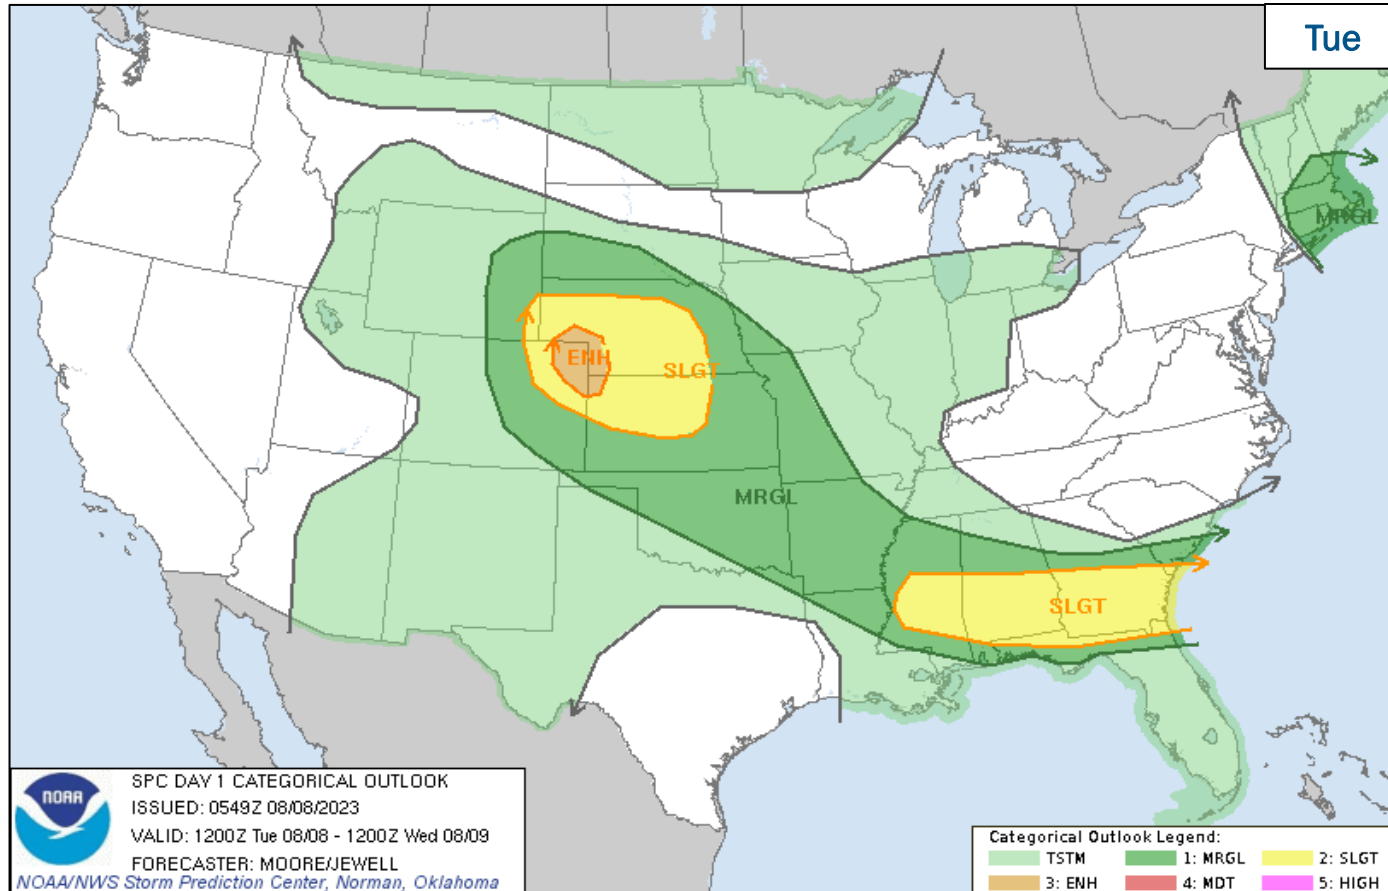 Tue
MRGL
ENH
SLGT
MRGL
SLGT
NOAA
SPC DAY 1 CATEGORICAL OUTLOOK
ISSUED: 0549Z 08/08/2023
VALID: 1200Z Tue 08/08 - 1200Z Wed 08/09
FORECASTER: MOORE/JEWELL
NOAA/NWS Storm Prediction Center, Norman, Oklahoma
Categorical Outlook Legend:
TSTM 1: MRGL 2: SLGT
3: ENH 4: MDT 5: HIGH